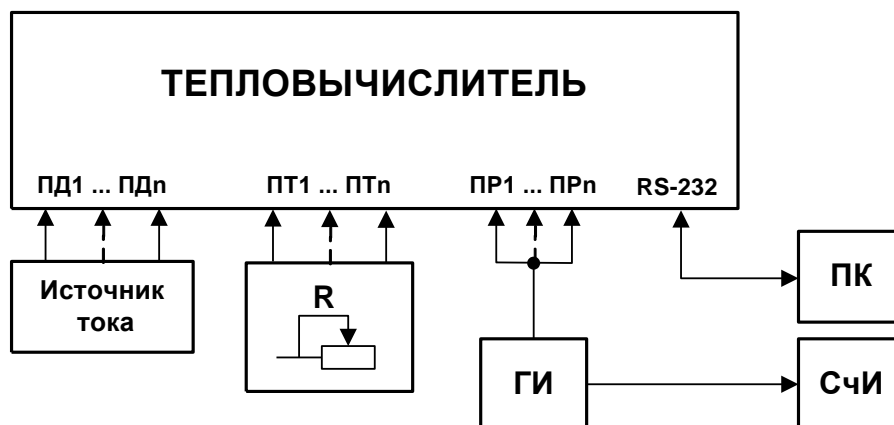 ТЕПЛОВЫЧИСЛИТЕЛЬ
ПД1 ... ПДn ПТ1 ... ПТn ПР1 ... ПРn RS-232
Источник
тока
R
ПК
ГИ
СчИ